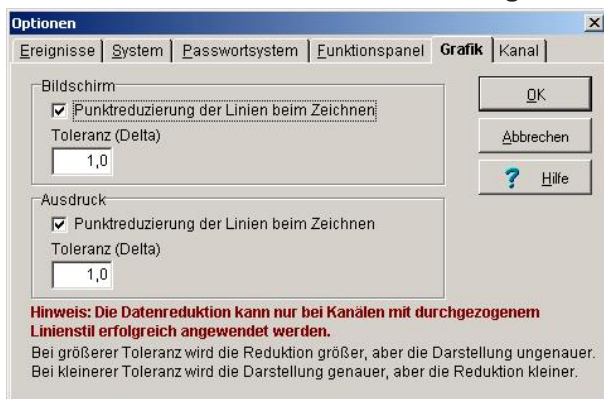 Optionen
Ereignisse System Passwortsystem Funktionspanel Grafik Kanal
Bildschirm
Punktreduzierung der Linien beim Zeichnen
Toleranz (Delta)
1,0
OK
Abbrechen
? Hilfe
Ausdruck
Punktreduzierung der Linien beim Zeichnen
Toleranz (Delta)
1,0
Hinweis: Die Datenreduktion kann nur bei Kanälen mit durchgezogenem
Linienstil erfolgreich angewendet werden.
Bei größerer Toleranz wird die Reduktion größer, aber die Darstellung ungenauer.
Bei kleinerer Toleranz wird die Darstellung genauer, aber die Reduktion kleiner.